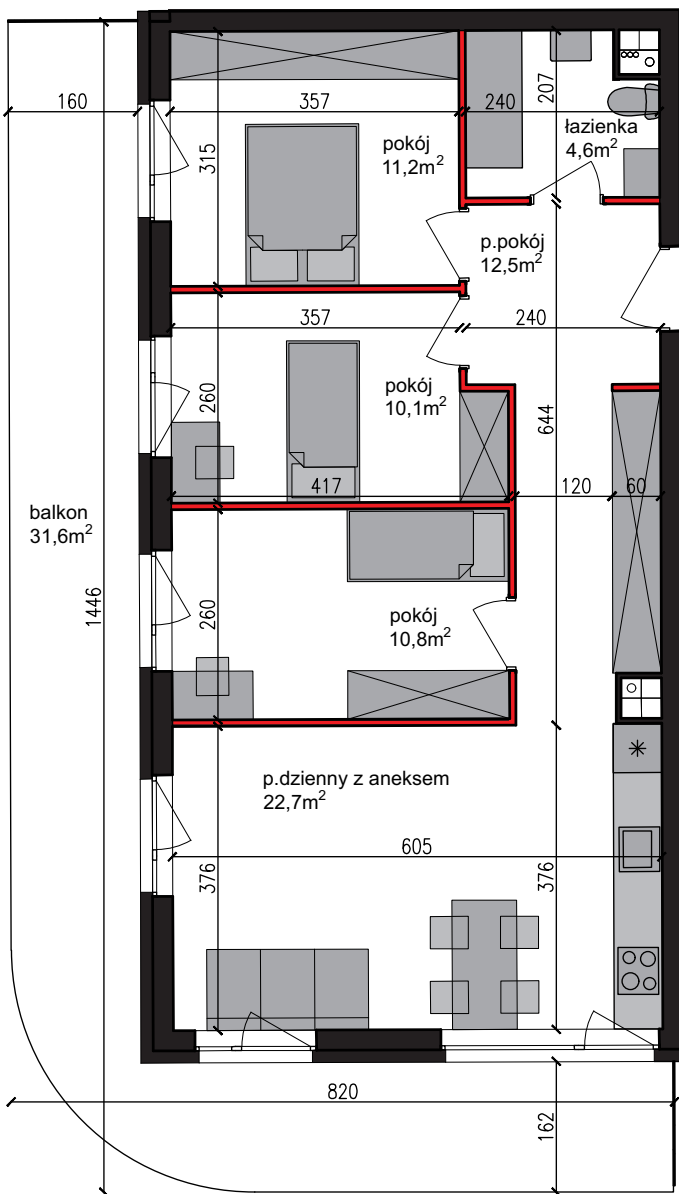 160
357
240
207
315
pokój
11,2m²
łazienka
4,6m²
p.pokój
12,5m²
357
240
260
pokój
10,1m²
644
417
120
60
balkon
31,6m²
1446
260
pokój
10,8m²
p.dzienny z aneksem
22,7m²
605
376
376
820
162